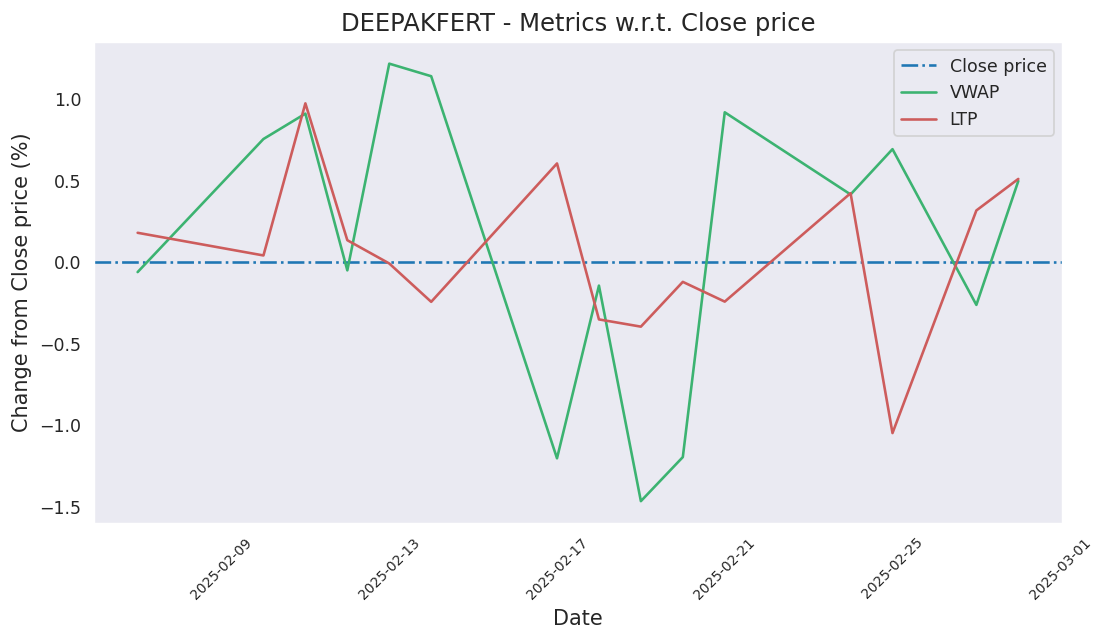 DEEPAKFERT - Metrics w.r.t. Close price
Close price
VWAP
LTP
Change from Close price (%)
1.0
0.5
0.0
−0.5
−1.0
−1.5
2025-02-09
2025-02-13
2025-02-17
2025-02-21
2025-02-25
2025-03-01
Date